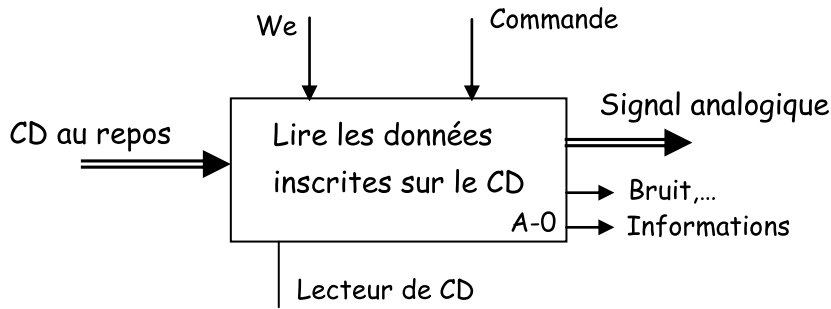 We
Commande
CD au repos
Lire les données
inscrites sur le CD
A-0
Signal analogique
Bruit,...
Informations
Lecteur de CD